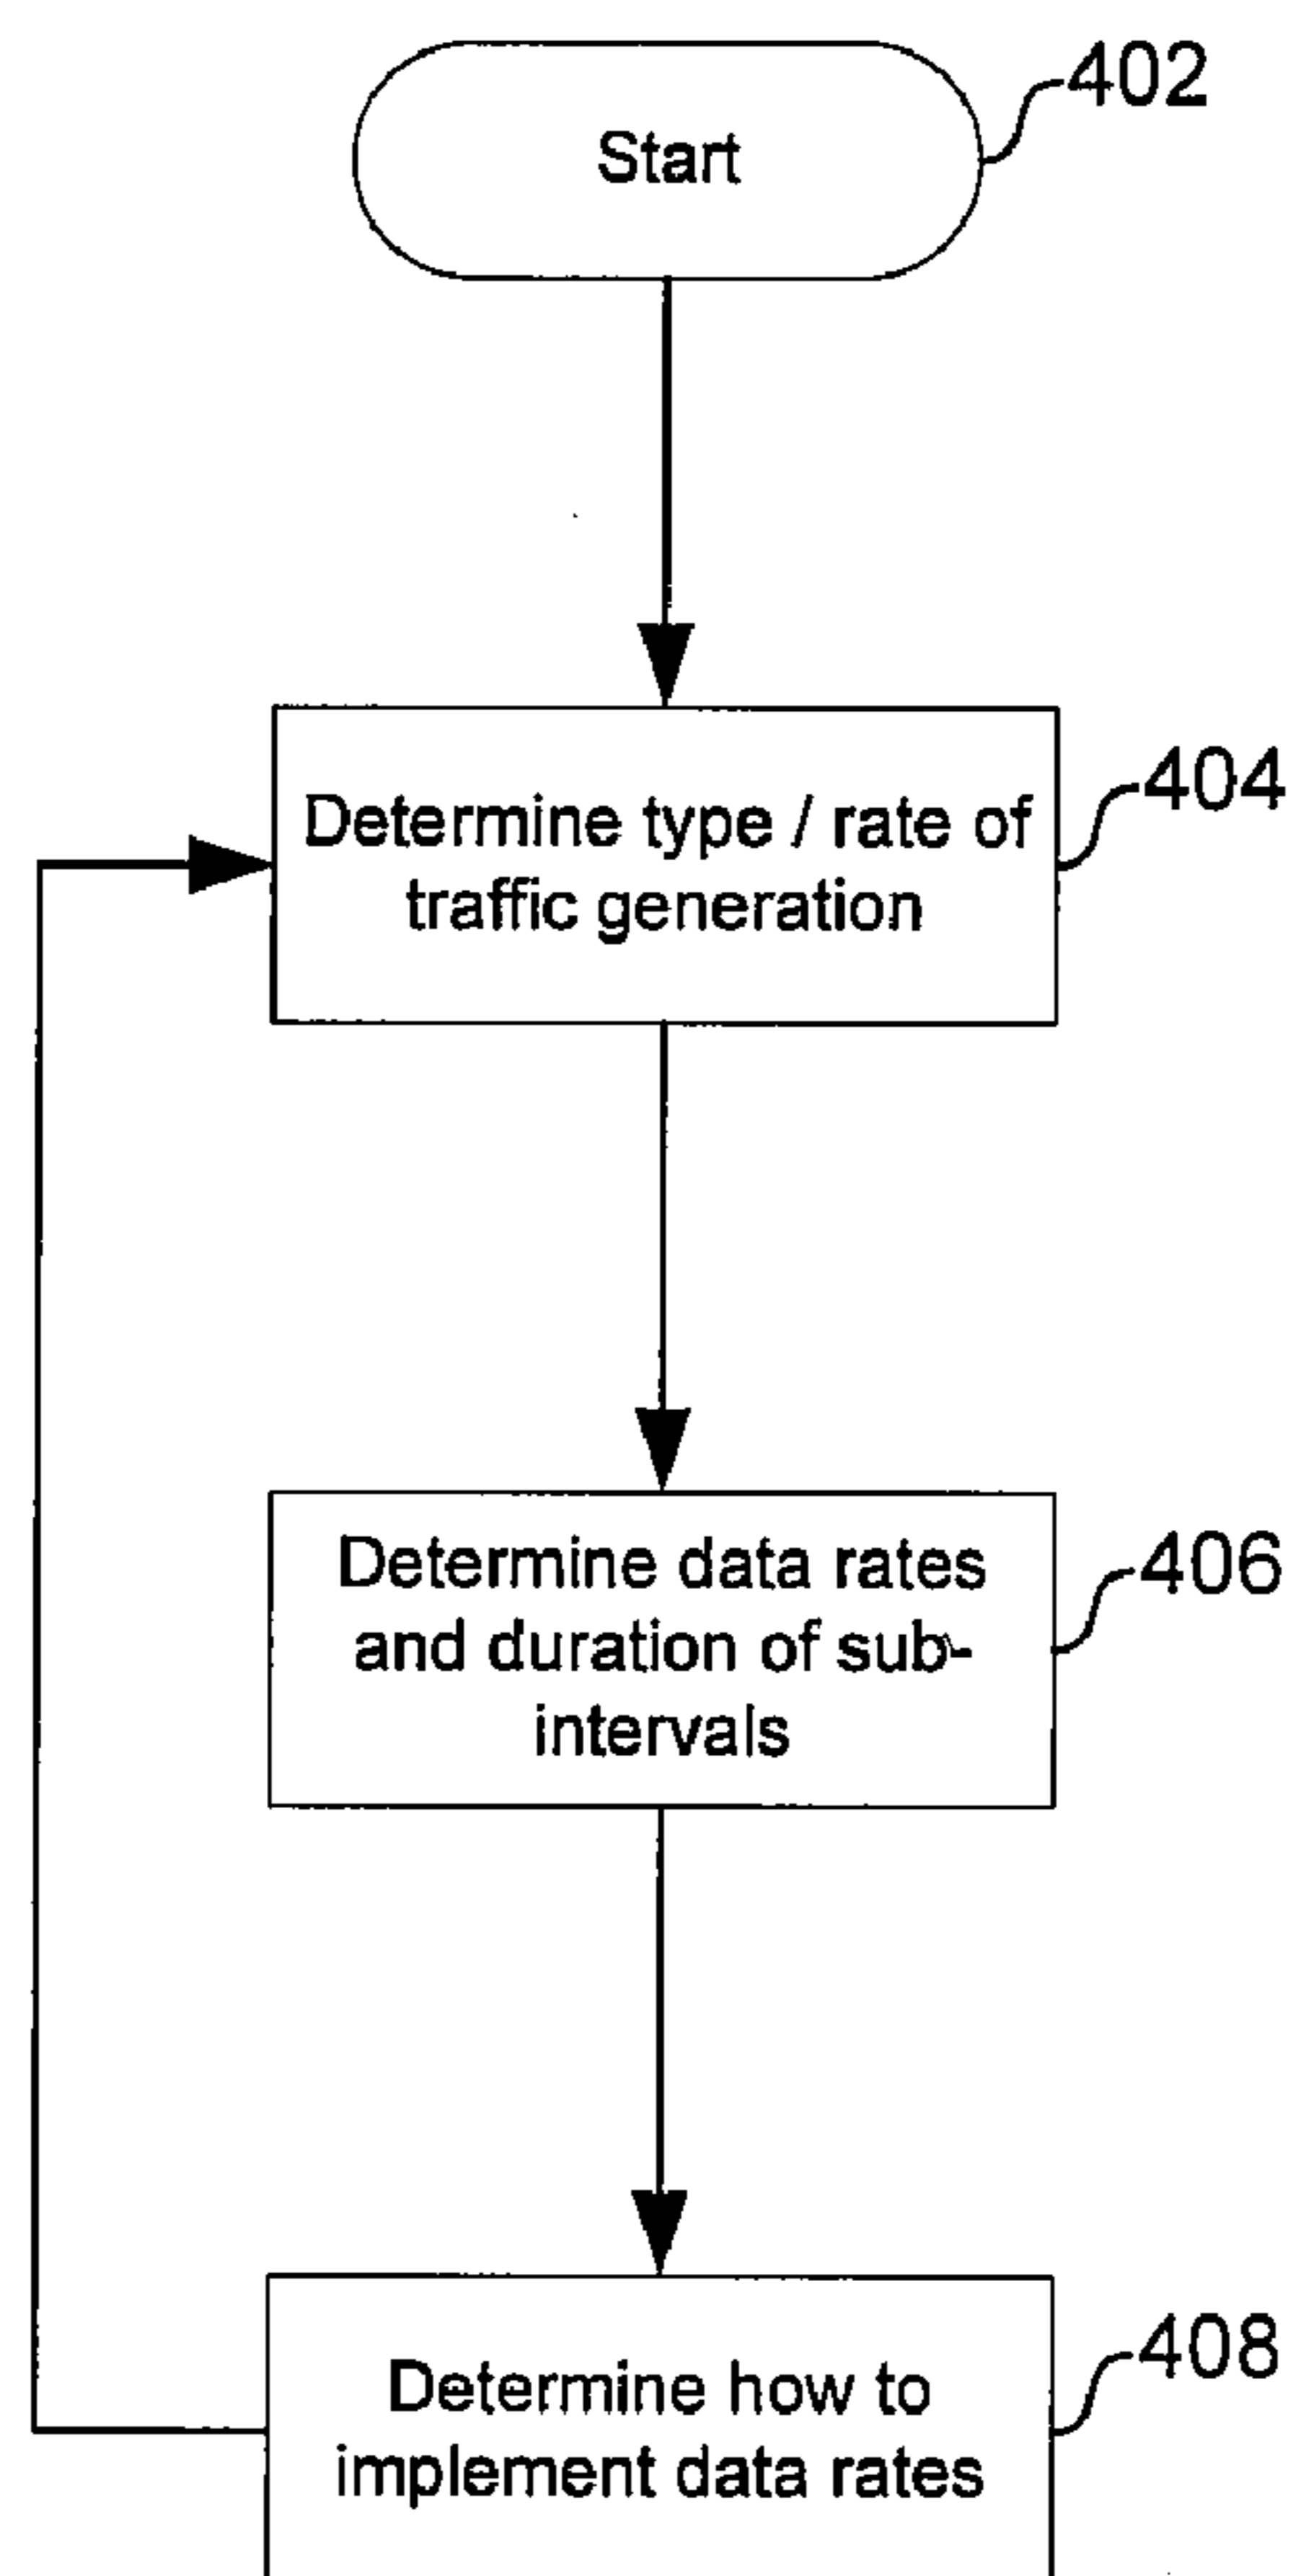 402
Start
404
Determine type / rate of
traffic generation
406
Determine data rates
and duration of sub-
intervals
408
Determine how to
implement data rates